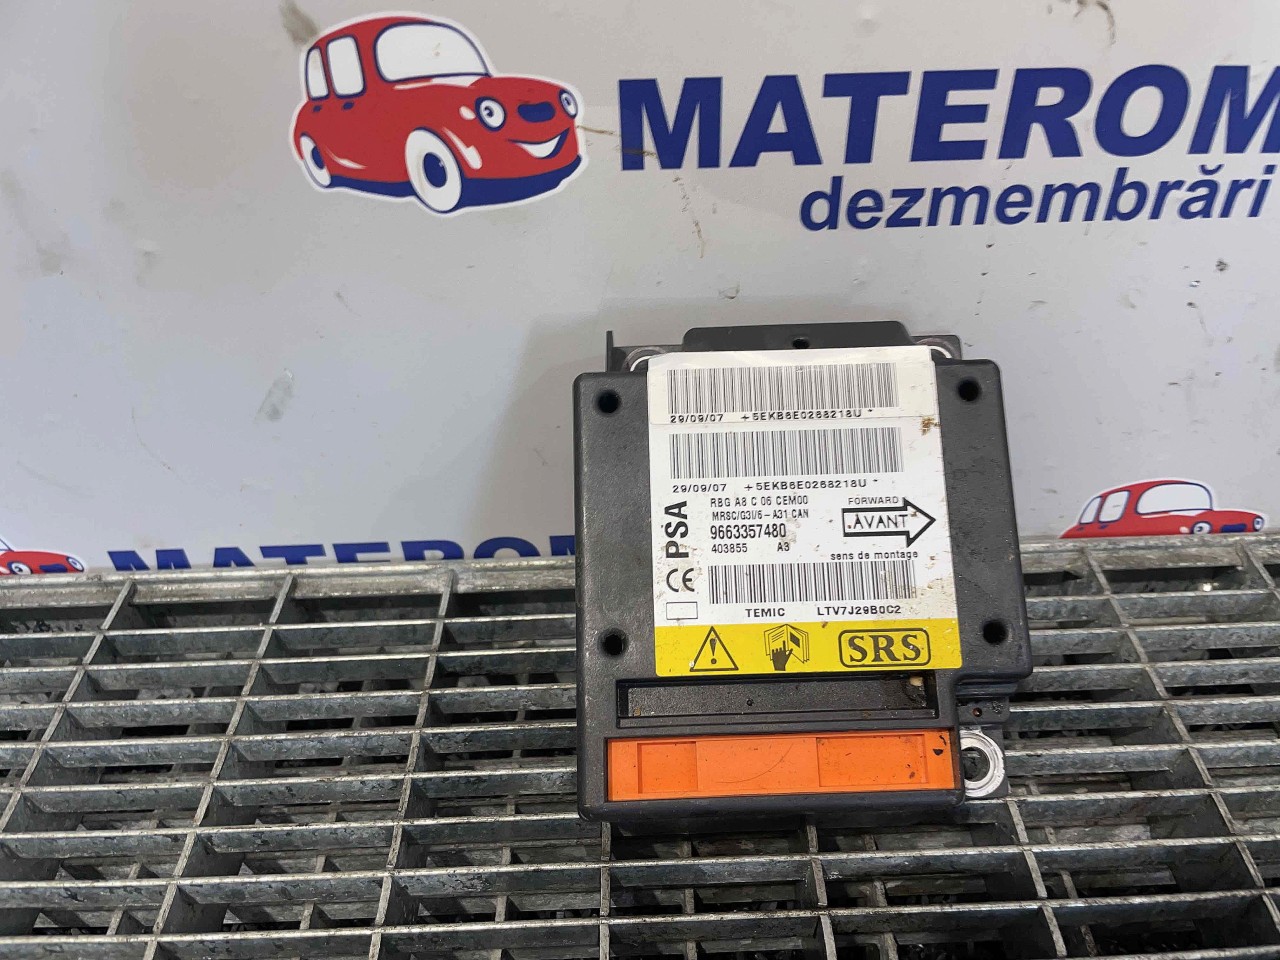 MATEROM
dezmembrări
29/09/07 +5EKB6E0268218U
29/09/07 +5EKB6E0268218U
PSA
RBG A8 C 06 CEM00
MRSC/G3I/6-A31 CAN
9663357480
403855 A3
FORWARD
AVANT
sens de montage
CE
TEMIC LTV7J29B0C2
SRS
MATEROM